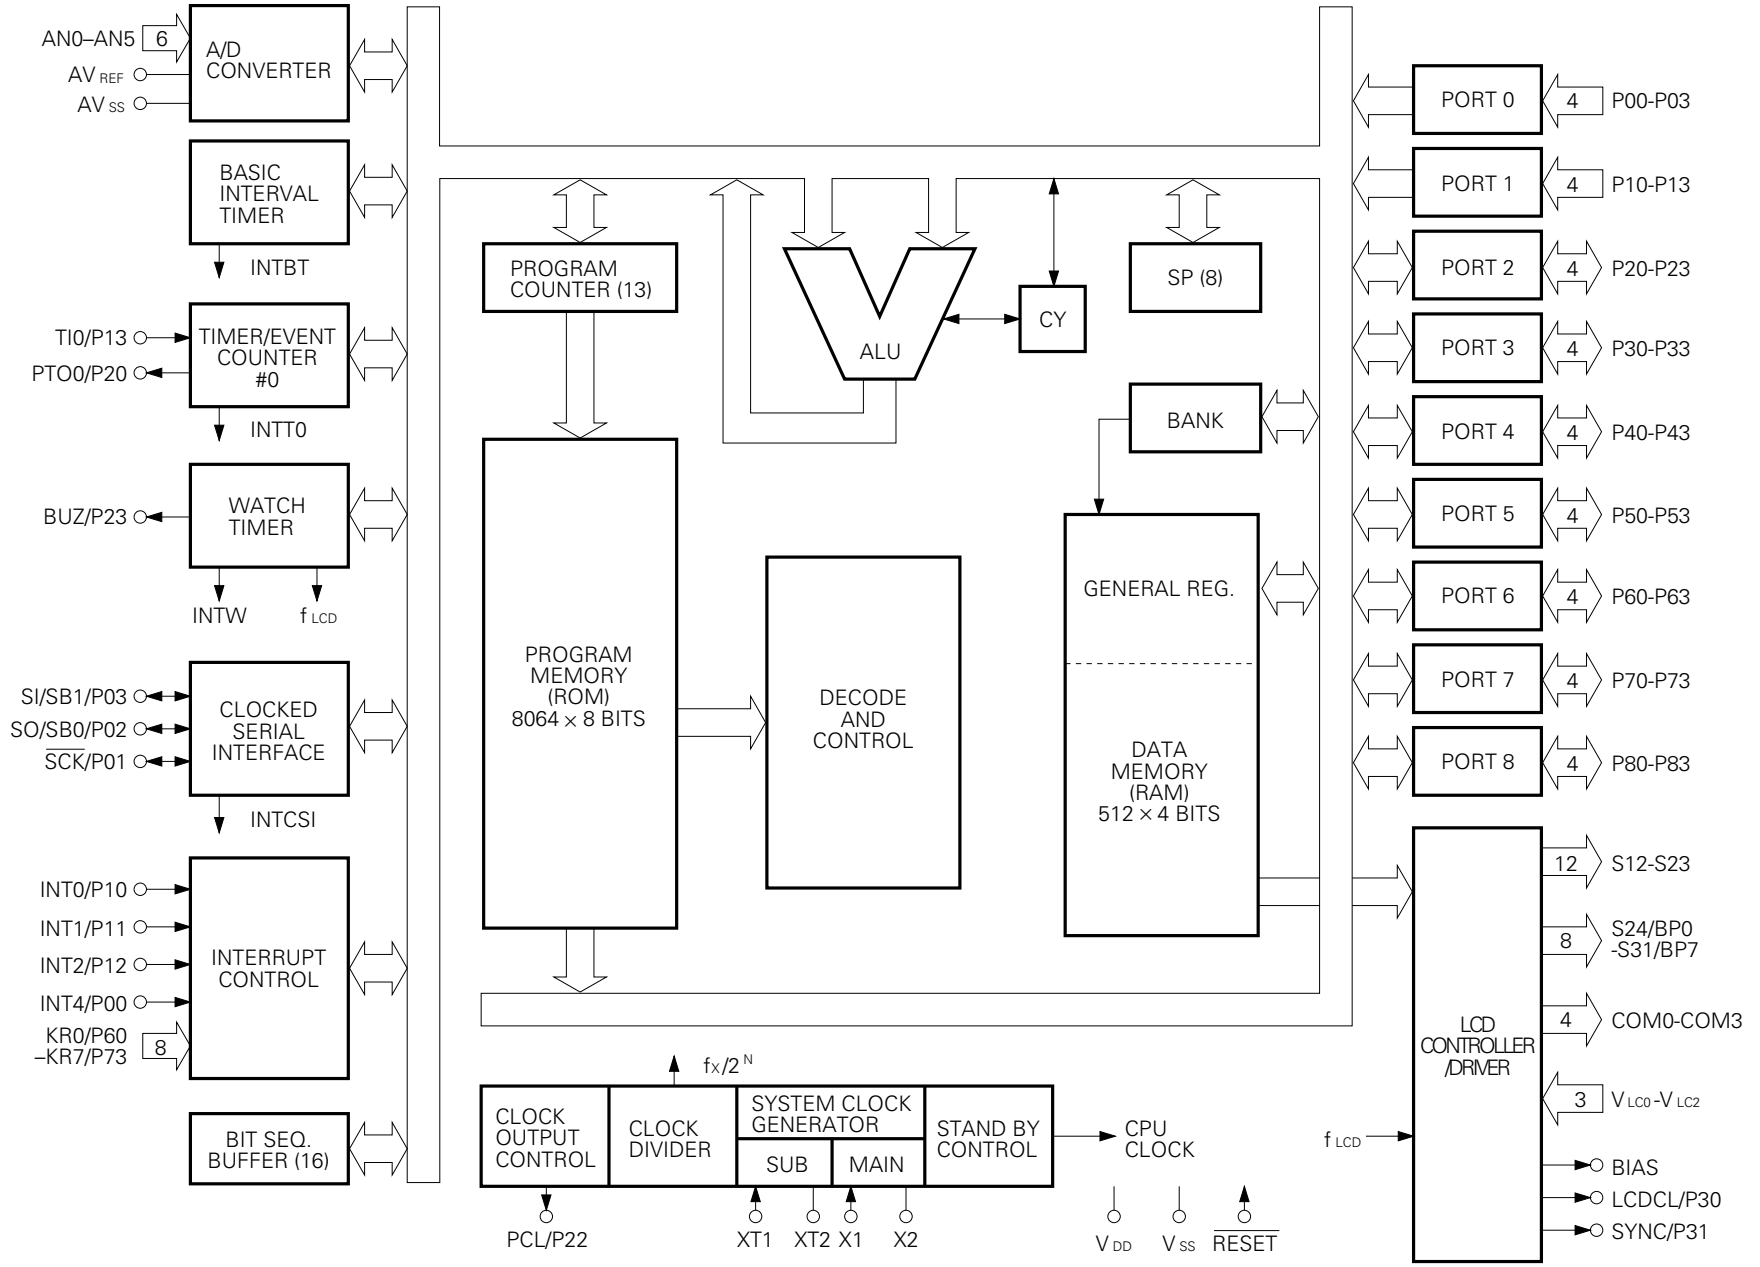 AN0–AN5
6
AV REF
AV SS
A/D
CONVERTER
BASIC
INTERVAL
TIMER
INTBT
TI0/P13
PTO0/P20
TIMER/EVENT
COUNTER
#0
INTT0
BUZ/P23
WATCH
TIMER
INTW
f LCD
SI/SB1/P03
SO/SB0/P02
SCK/P01
CLOCKED
SERIAL
INTERFACE
INTCSI
INT0/P10
INT1/P11
INT2/P12
INT4/P00
KR0/P60
–KR7/P73
8
INTERRUPT
CONTROL
BIT SEQ.
BUFFER (16)
PROGRAM
COUNTER (13)
ALU
CY
SP (8)
BANK
PROGRAM
MEMORY
(ROM)
8064 × 8 BITS
DECODE
AND
CONTROL
GENERAL REG.
DATA
MEMORY
(RAM)
512 × 4 BITS
fX/2 N
CLOCK
OUTPUT
CONTROL
CLOCK
DIVIDER
SYSTEM CLOCK
GENERATOR
SUB
MAIN
STAND BY
CONTROL
CPU
CLOCK
PCL/P22
XT1
XT2
X1
X2
V DD
V SS
RESET
PORT 0
4
P00-P03
PORT 1
4
P10-P13
PORT 2
4
P20-P23
PORT 3
4
P30-P33
PORT 4
4
P40-P43
PORT 5
4
P50-P53
PORT 6
4
P60-P63
PORT 7
4
P70-P73
PORT 8
4
P80-P83
LCD
CONTROLLER
/DRIVER
12
S12-S23
8
S24/BP0
-S31/BP7
4
COM0-COM3
3
V LC0 -V LC2
f LCD
BIAS
LCDCL/P30
SYNC/P31